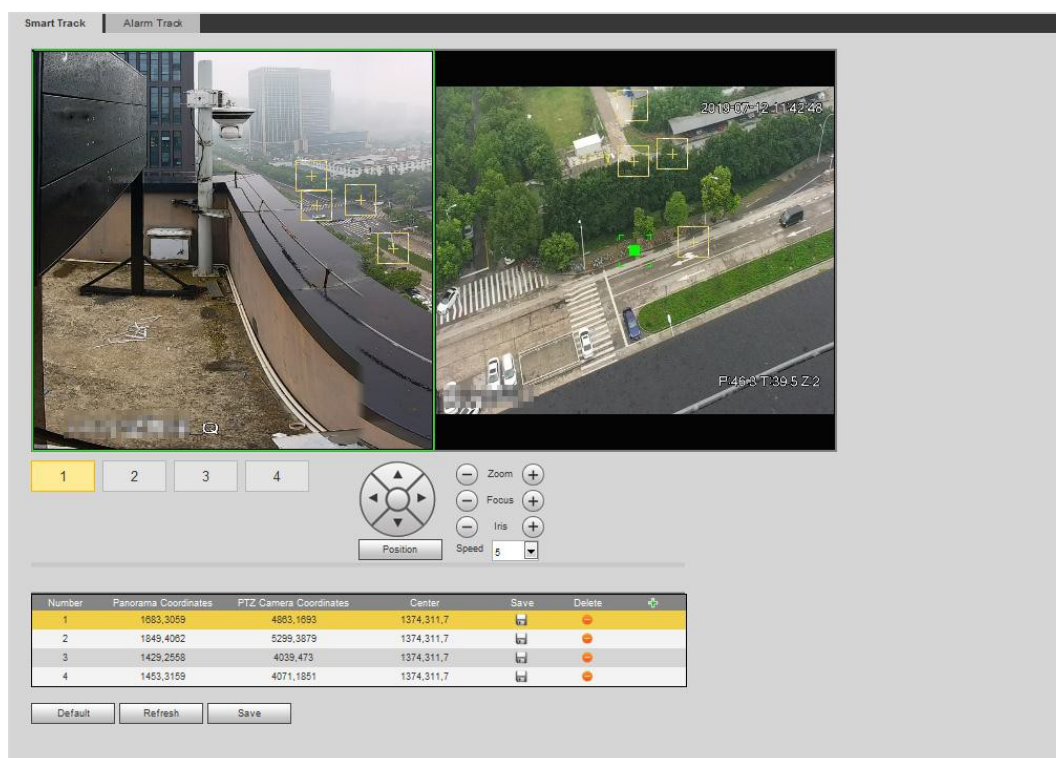 Smart Track Alarm Track
2019-07-12 11:42:48
P:46.8 T:39.5 Z:2
1 2 3 4
Zoom
Focus
Iris
Position Speed 5
Number Panorama Coordinates PTZ Camera Coordinates Center Save Delete
1 1683,3059 4863,1693 1374,311,7
2 1849,4062 5299,3879 1374,311,7
3 1429,2558 4039,473 1374,311,7
4 1453,3159 4071,1851 1374,311,7
Default Refresh Save